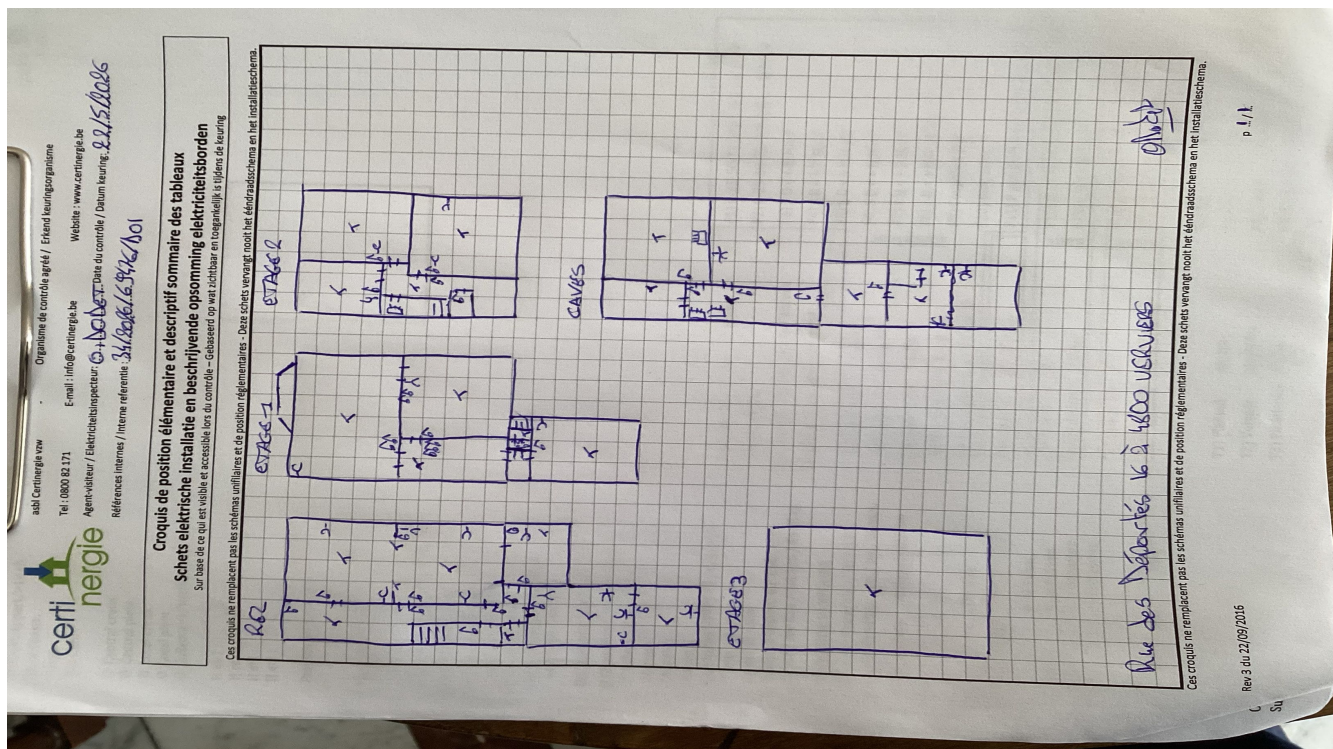 certinergie
asbl Certinergie vzw - Organisme de contrôle agréé / Erkend keuringsorganisme
Tel : 0800 82 171 E-mail : info@certinergie.be Website : www.certinergie.be
Agent-visiteur / Elektriciteitsinspecteur: Date du contrôle / Datum keuring: 22/5/2026
Références internes / Interne referentie :
Croquis de position élémentaire et descriptif sommaire des tableaux
Schets elektrische installatie en beschrijvende opsomming elektriciteitsborden
Sur base de ce qui est visible et accessible lors du contrôle – Gebaseerd op wat zichtbaar en toegankelijk is tijdens de keuring
Ces croquis ne remplacent pas les schémas unifilaires et de position réglementaires - Deze schets vervangt nooit het ééndraadsschema en het installatieschema.
ETAGE 1
ETAGE 2
ETAGE 3
CAVES
Rue des Déportés 16 à 4800 VERVIERS
Ces croquis ne remplacent pas les schémas unifilaires et de position réglementaires - Deze schets vervangt nooit het ééndraadsschema en het installatieschema.
Rev 3 du 22/09/2016
p 1/1